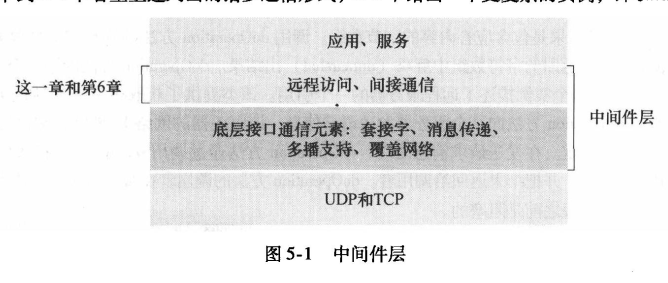 应用、服务
这一章和第6章
远程访问、间接通信
中间件层
底层接口通信元素：套接字、消息传递、
多播支持、覆盖网络
UDP和TCP
图 5-1 中间件层